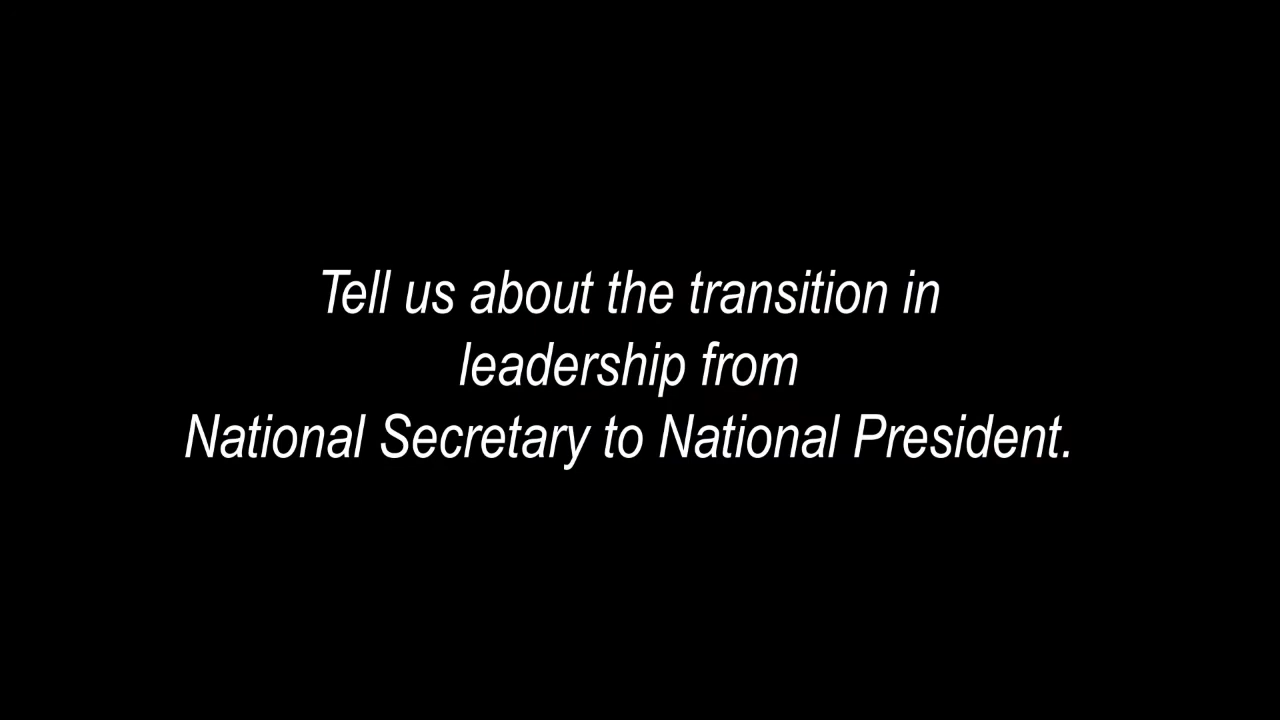 Tell us about the transition in
leadership from
National Secretary to National President.